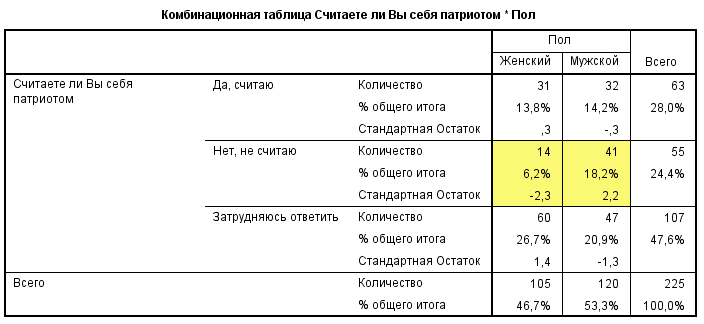 Комбинационная таблица Считаете ли Вы себя патриотом * Пол
Пол
Женский Мужской Всего
Считаете ли Вы себя патриотом Да, считаю Количество 31 32 63
% общего итога 13,8% 14,2% 28,0%
Стандартная Остаток ,3 -,3
Нет, не считаю Количество 14 41 55
% общего итога 6,2% 18,2% 24,4%
Стандартная Остаток -2,3 2,2
Затрудняюсь ответить Количество 60 47 107
% общего итога 26,7% 20,9% 47,6%
Стандартная Остаток 1,4 -1,3
Всего Количество 105 120 225
% общего итога 46,7% 53,3% 100,0%